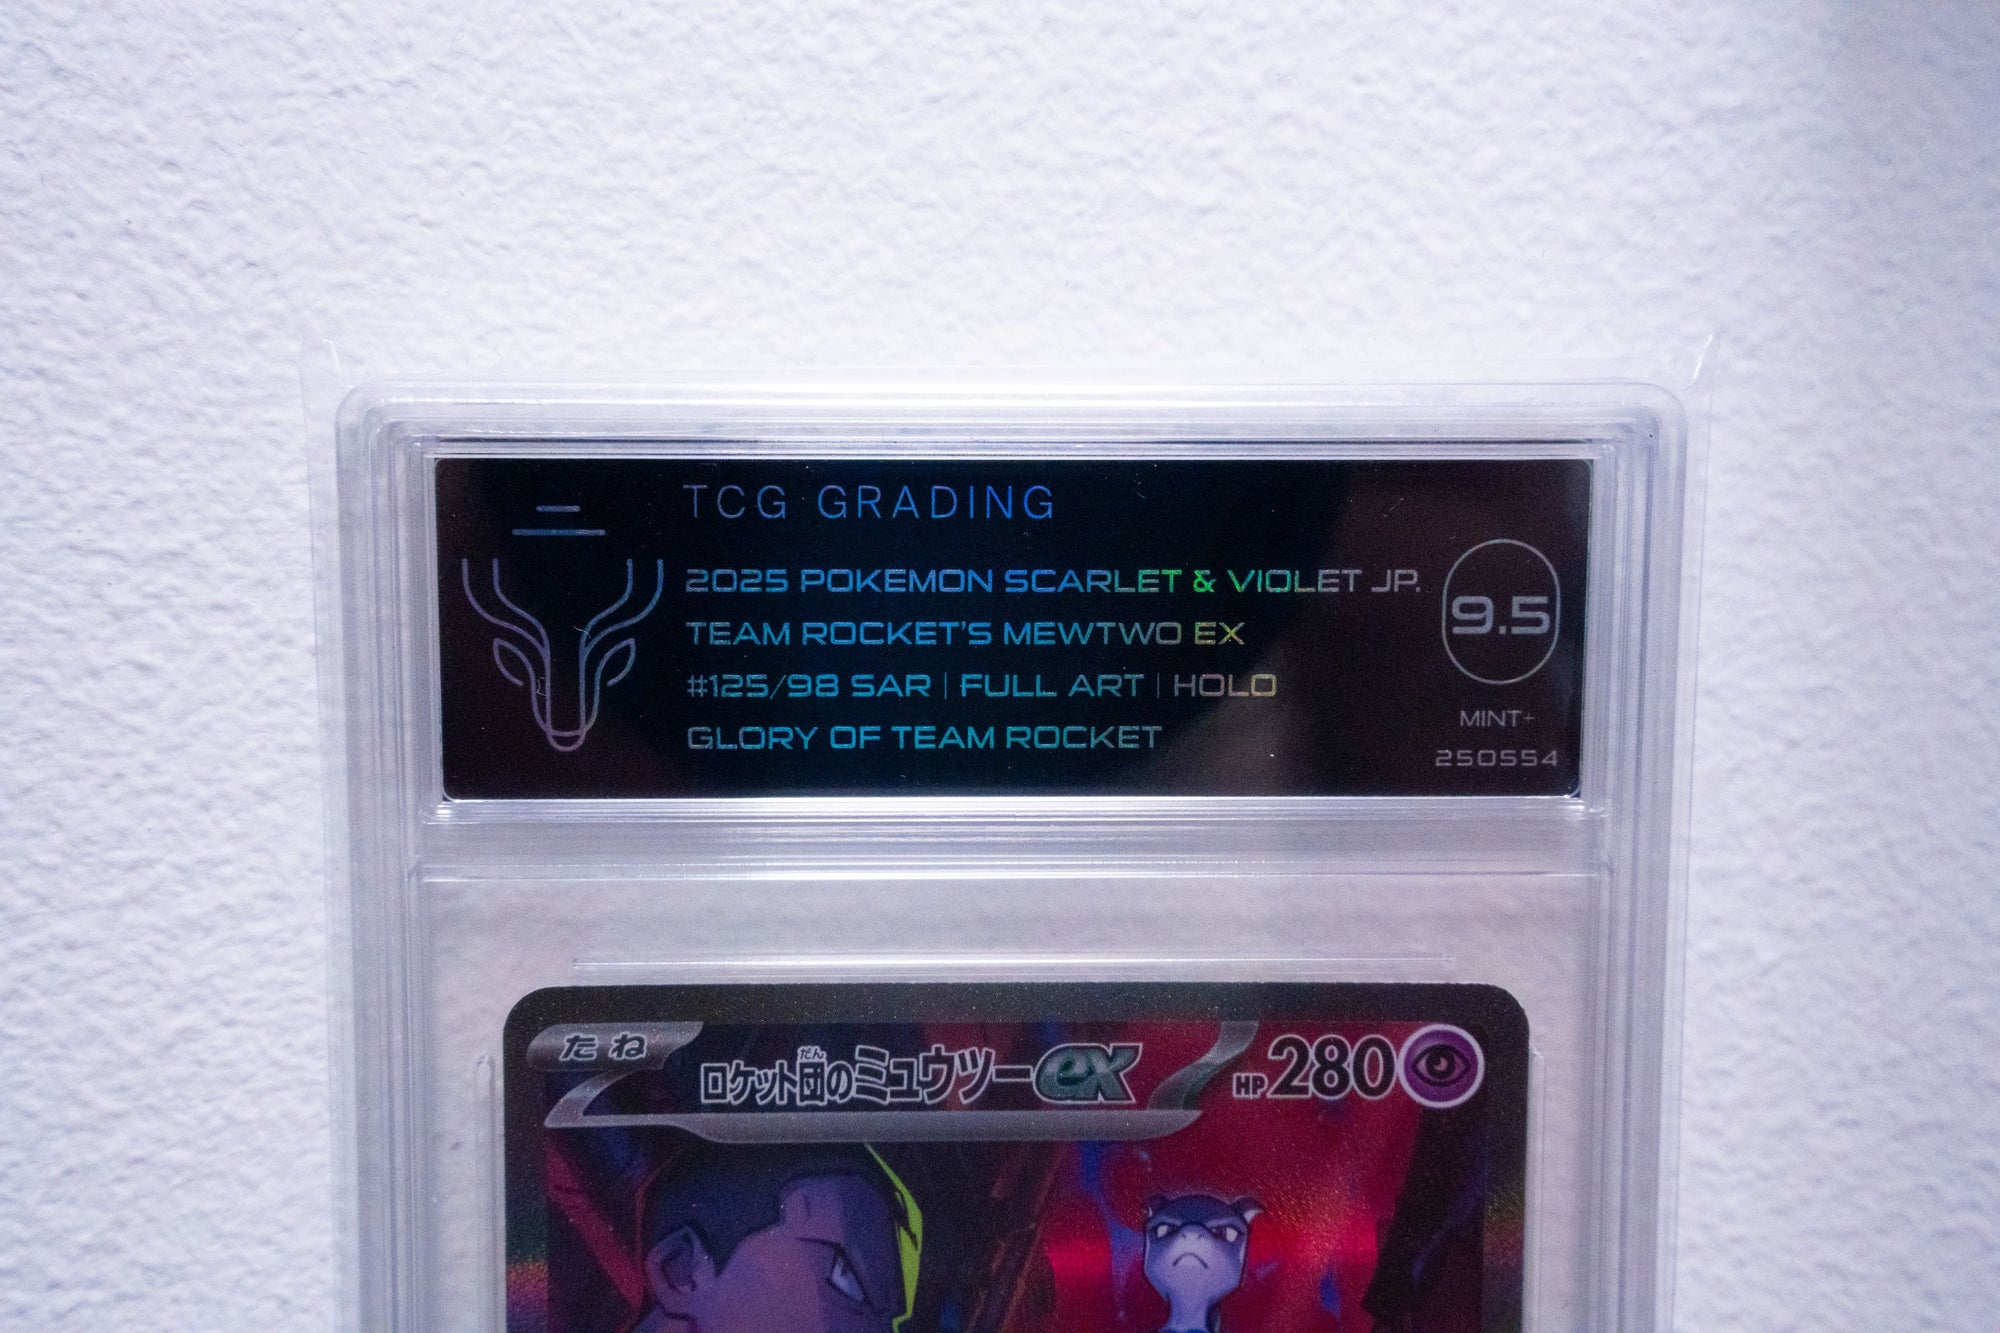 TCG GRADING
2025 POKEMON SCARLET & VIOLET JP.
TEAM ROCKET'S MEWTWO EX
#125/98 SAR | FULL ART | HOLO
GLORY OF TEAM ROCKET
9.5
MINT+
250554
たね
だん
ロケット団のミュウツーex
HP280